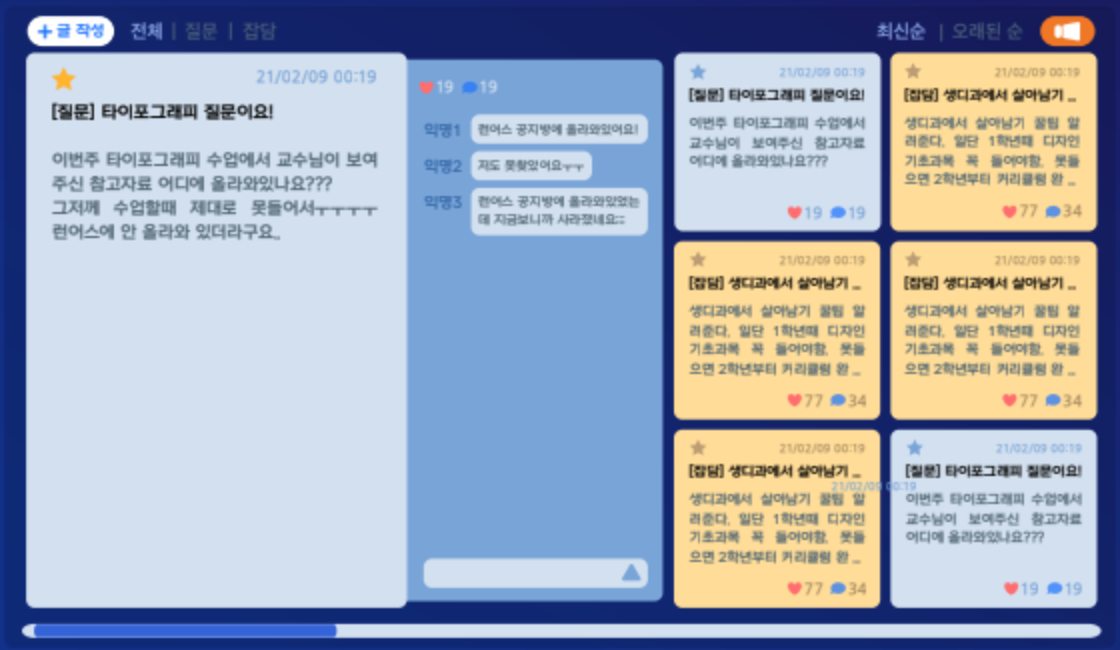 + 글 작성
전체 | 질문 | 잡담
최신순 | 오래된 순
21/02/09 00:19
[질문] 타이포그래피 질문이요!
이번주 타이포그래피 수업에서 교수님이 보여
주신 참고자료 어디에 올라와있나요???
그저께 수업할때 제대로 못들어서ㅜㅜㅜㅜ
런어스에 안 올라와 있더라구요..
19 19
익명1 런어스 공지방에 올라와있어요!
익명2 저도 못찾았어요ㅜㅜ
익명3 런어스 공지방에 올라와있었는
데 지금보니까 사라졌네요::
21/02/09 00:19
[질문] 타이포그래피 질문이요!
이번주 타이포그래피 수업에서
교수님이 보여주신 참고자료
어디에 올라와있나요???
19 19
21/02/09 00:19
[잡담] 생디과에서 살아남기 ...
생디과에서 살아남기 꿀팁 알
려준다. 일단 1학년때 디자인
기초과목 꼭 들어야함. 못들
으면 2학년부터 커리큘럼 완 ...
77 34
21/02/09 00:19
[잡담] 생디과에서 살아남기 ...
생디과에서 살아남기 꿀팁 알
려준다. 일단 1학년때 디자인
기초과목 꼭 들어야함. 못들
으면 2학년부터 커리큘럼 완 ...
77 34
21/02/09 00:19
[잡담] 생디과에서 살아남기 ...
생디과에서 살아남기 꿀팁 알
려준다. 일단 1학년때 디자인
기초과목 꼭 들어야함. 못들
으면 2학년부터 커리큘럼 완 ...
77 34
21/02/09 00:19
[잡담] 생디과에서 살아남기 ...
21/02/09 00:19
생디과에서 살아남기 꿀팁 알
려준다. 일단 1학년때 디자인
기초과목 꼭 들어야함. 못들
으면 2학년부터 커리큘럼 완 ...
77 34
21/02/09 00:19
[질문] 타이포그래피 질문이요!
이번주 타이포그래피 수업에서
교수님이 보여주신 참고자료
어디에 올라와있나요???
19 19